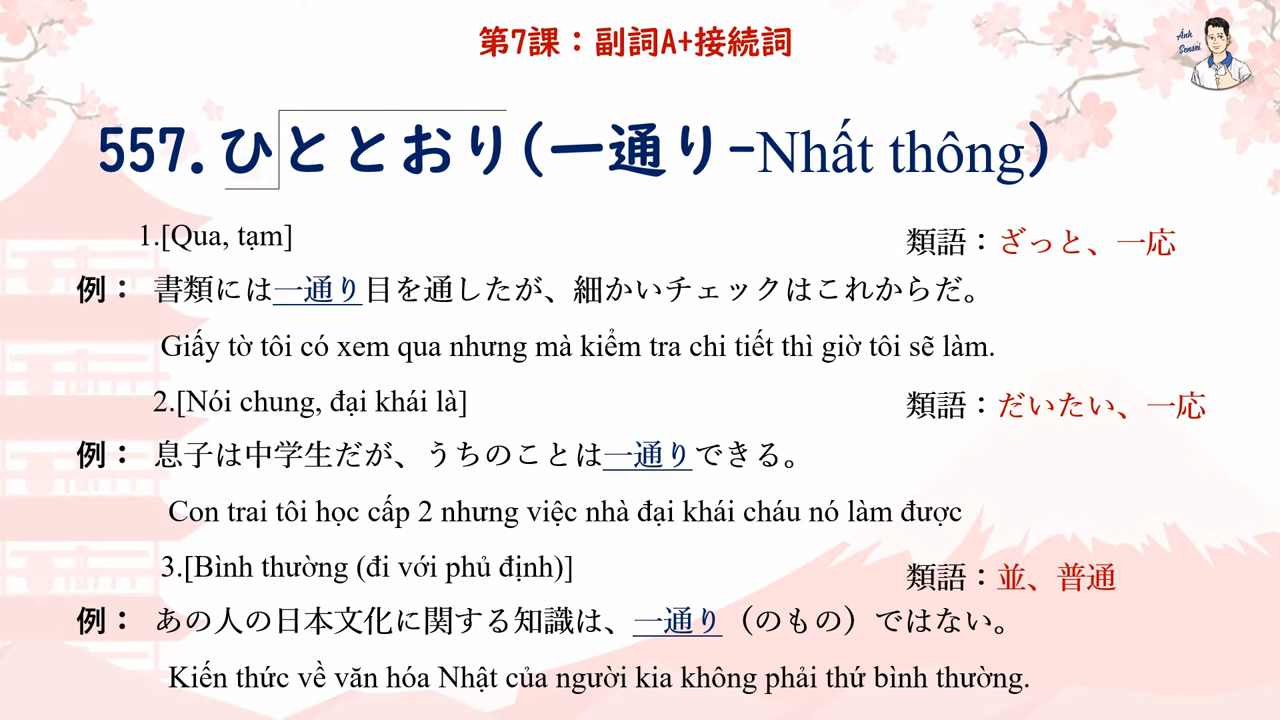 第7課：副詞A+接続詞
Anh Sensei
557.ひととおり(一通り-Nhất thông)
1.[Qua, tạm]
類語：ざっと、一応
例： 書類には一通り目を通したが、細かいチェックはこれからだ。
Giấy tờ tôi có xem qua nhưng mà kiểm tra chi tiết thì giờ tôi sẽ làm.
2.[Nói chung, đại khái là]
類語：だいたい、一応
例： 息子は中学生だが、うちのことは一通りできる。
Con trai tôi học cấp 2 nhưng việc nhà đại khái cháu nó làm được
3.[Bình thường (đi với phủ định)]
類語：並、普通
例： あの人の日本文化に関する知識は、一通り（のもの）ではない。
Kiến thức về văn hóa Nhật của người kia không phải thứ bình thường.